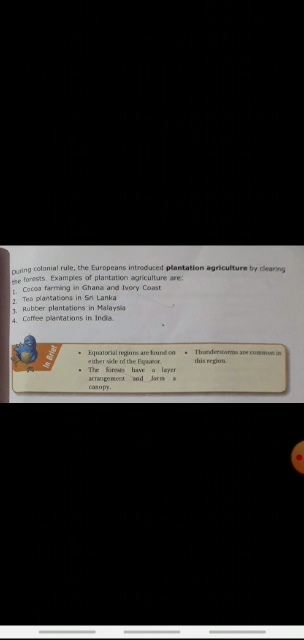 During colonial rule, the Europeans introduced plantation agriculture by clearing
the forests. Examples of plantation agriculture are:
1. Cocoa farming in Ghana and Ivory Coast
2. Tea plantations in Sri Lanka
3. Rubber plantations in Malaysia
4. Coffee plantations in India.
In Brief
• Equatorial regions are found on
either side of the Equator.
• The forests have a layer
arrangement and form a
canopy.
• Thunderstorms are common in
this region.